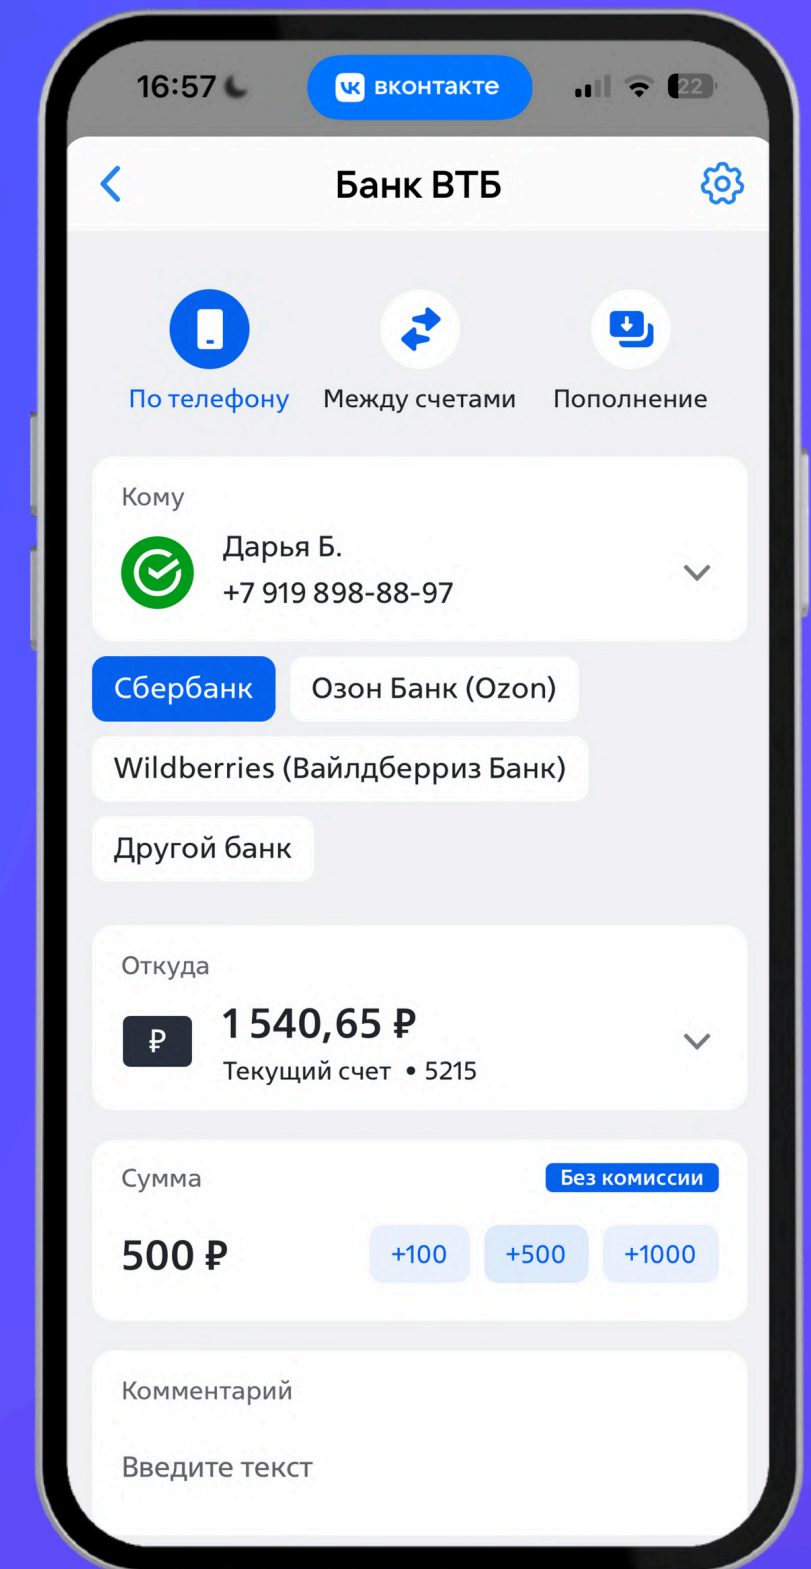 16:57
вконтакте
22
Банк ВТБ
По телефону
Между счетами
Пополнение
Кому
Дарья Б.
+7 919 898-88-97
Сбербанк
Озон Банк (Ozon)
Wildberries (Вайлдберриз Банк)
Другой банк
Откуда
₽
1 540,65 ₽
Текущий счет • 5215
Сумма
Без комиссии
500 ₽
+100
+500
+1000
Комментарий
Введите текст